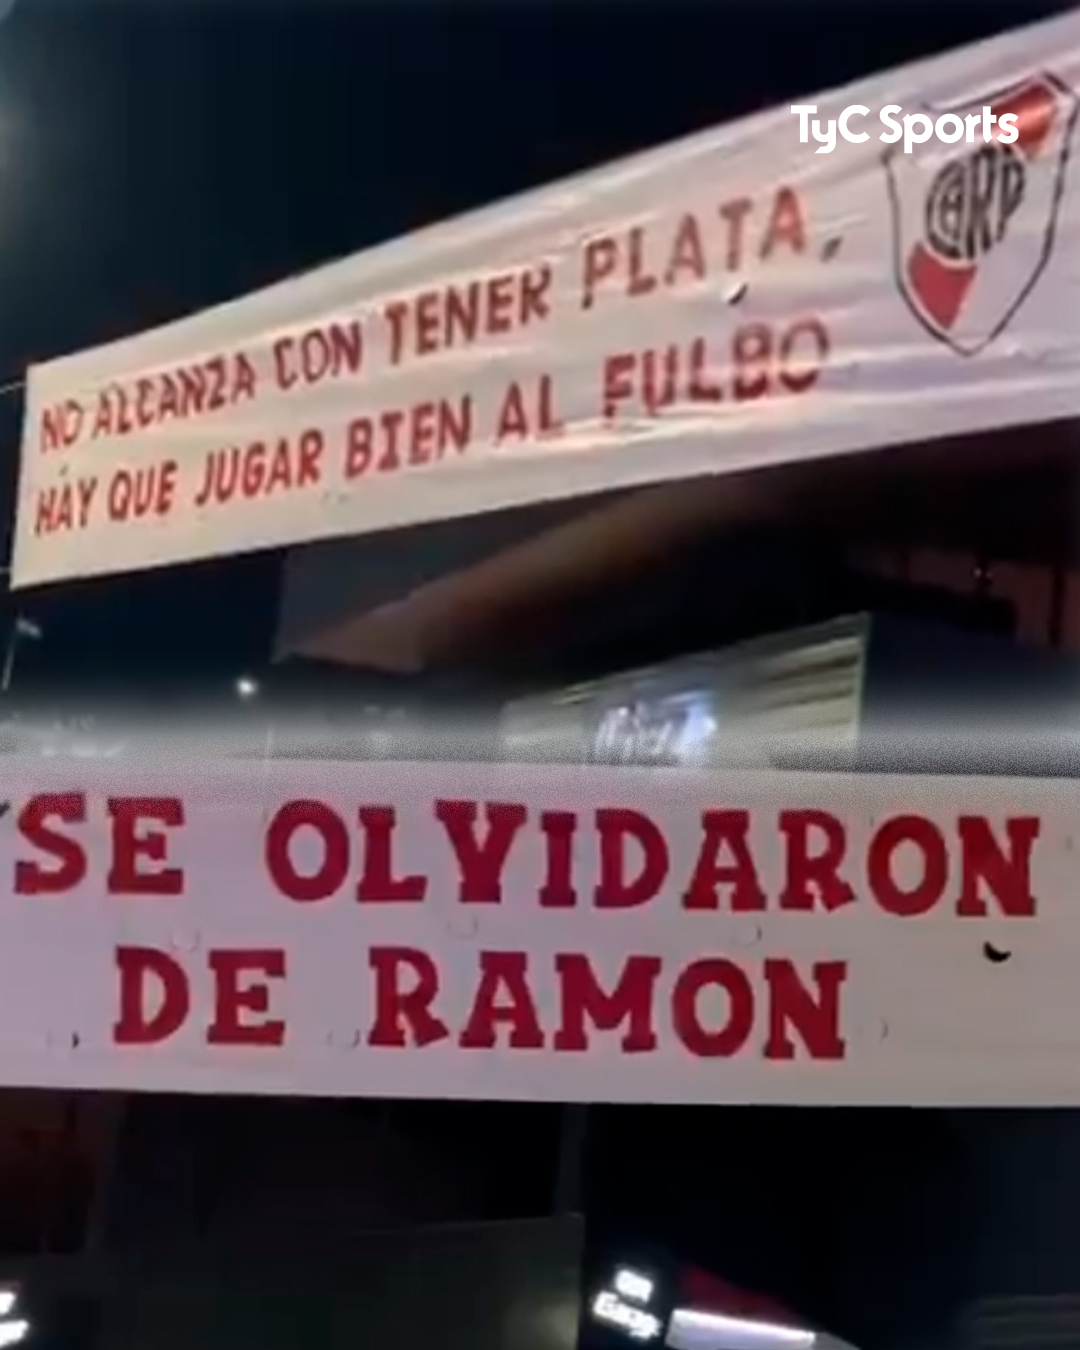 TyC Sports
CARP
NO ALCANZA CON TENER PLATA,
HAY QUE JUGAR BIEN AL FULBO
SE OLVIDARON
DE RAMON